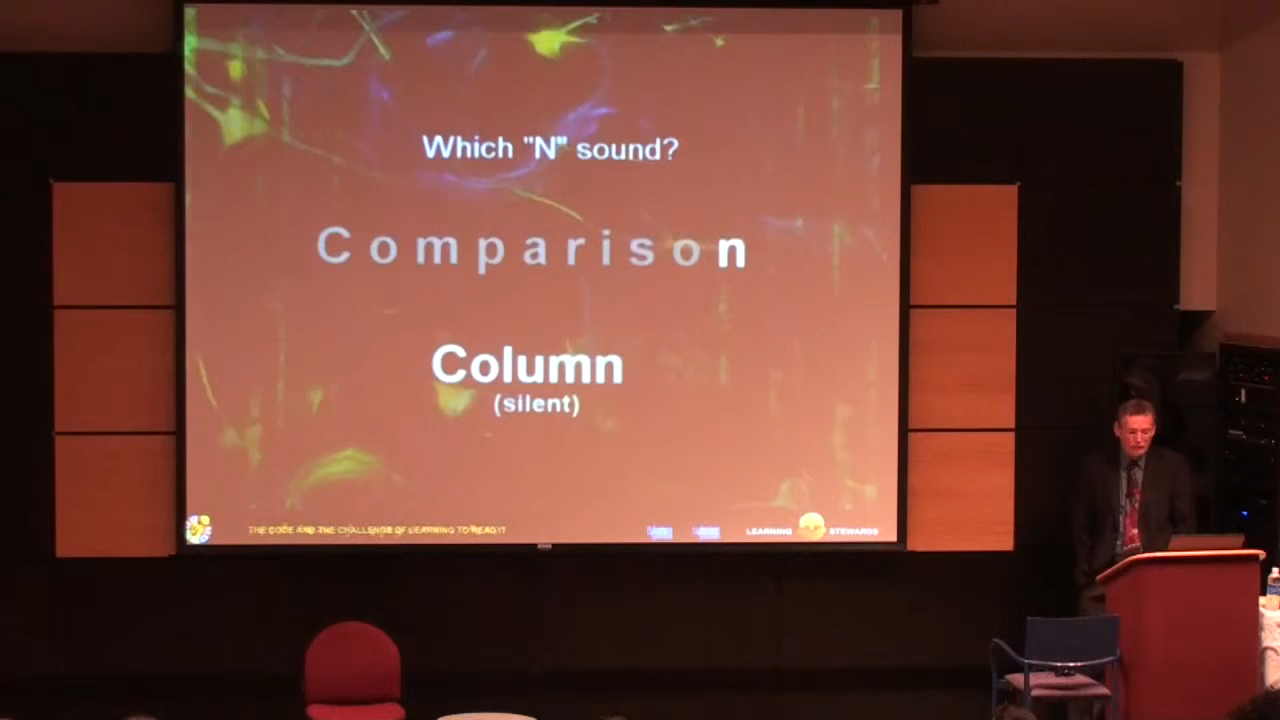 Which "N" sound?
Comparison
Column
(silent)
THE CODE AND THE CHALLENGE OF LEARNING TO READ IT
LEARNING STEWARDS